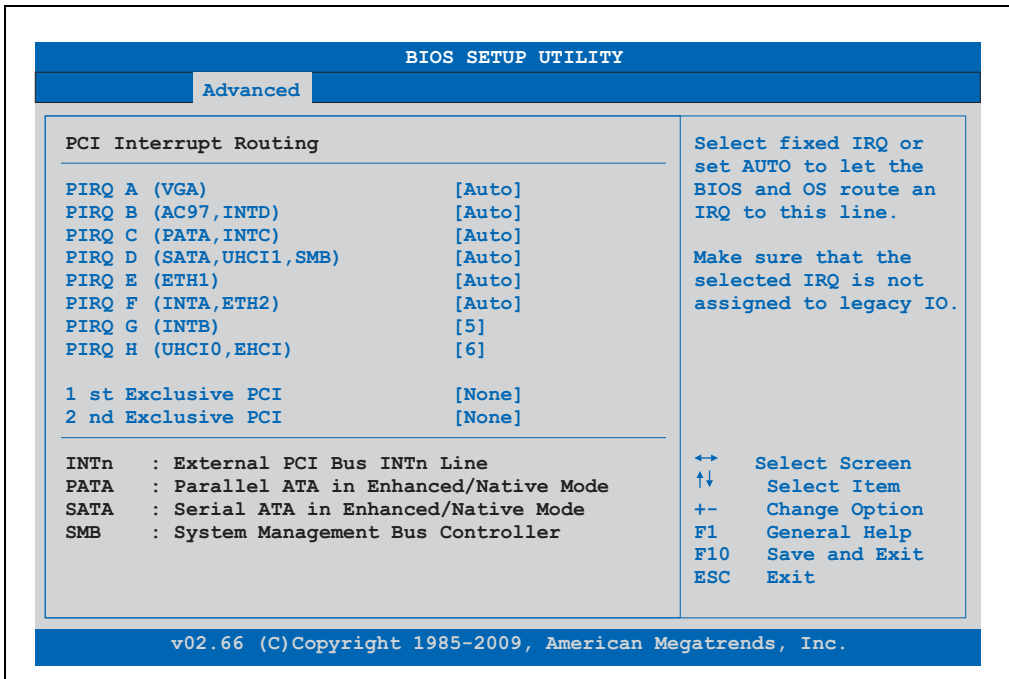 BIOS SETUP UTILITY
Advanced
PCI Interrupt Routing
PIRQ A (VGA) [Auto]
PIRQ B (AC97,INTD) [Auto]
PIRQ C (PATA,INTC) [Auto]
PIRQ D (SATA,UHCI1,SMB) [Auto]
PIRQ E (ETH1) [Auto]
PIRQ F (INTA,ETH2) [Auto]
PIRQ G (INTB) [5]
PIRQ H (UHCI0,EHCI) [6]
1 st Exclusive PCI [None]
2 nd Exclusive PCI [None]
INTn : External PCI Bus INTn Line
PATA : Parallel ATA in Enhanced/Native Mode
SATA : Serial ATA in Enhanced/Native Mode
SMB : System Management Bus Controller
Select fixed IRQ or
set AUTO to let the
BIOS and OS route an
IRQ to this line.
Make sure that the
selected IRQ is not
assigned to legacy IO.
↔ Select Screen
↑↓ Select Item
+- Change Option
F1 General Help
F10 Save and Exit
ESC Exit
v02.66 (C)Copyright 1985-2009, American Megatrends, Inc.